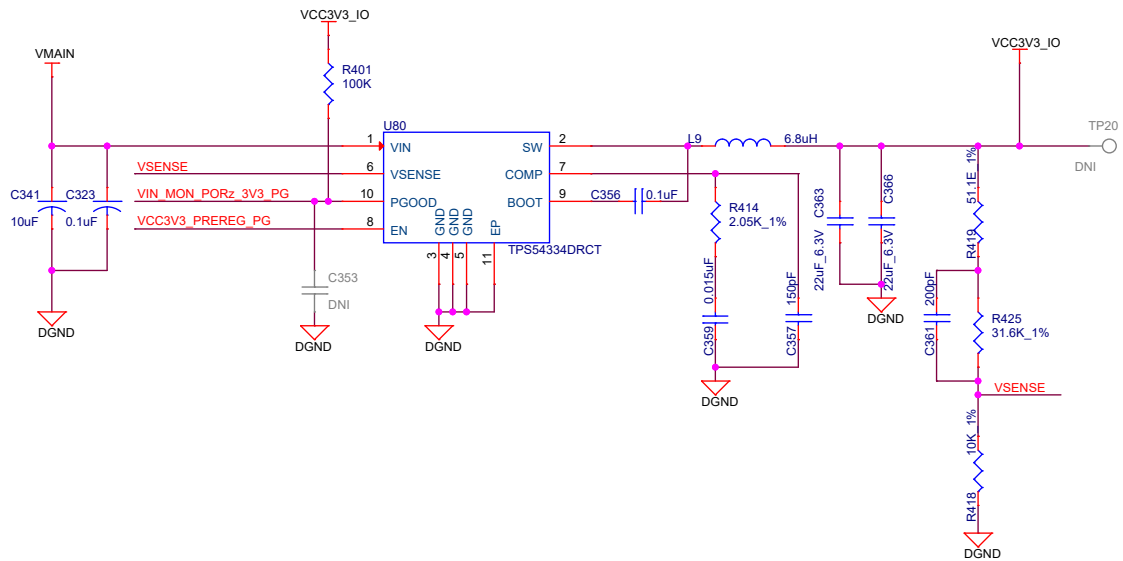 VCC3V3_IO
VMAIN
R401
100K
VCC3V3_IO
TP20
DNI
U80
1
VIN
SW
2
L9
6.8uH
VSENSE
6
VSENSE
COMP
7
VIN_MON_PORz_3V3_PG
10
PGOOD
BOOT
9
C356
0.1uF
VCC3V3_PREREG_PG
8
EN
GND
GND
GND
EP
3
4
5
11
TPS54334DRCT
C341
10uF
C323
0.1uF
C353
DNI
DGND
DGND
DGND
R414
2.05K_1%
0.015uF
C359
150pF
C357
DGND
C363
22uF_6.3V
C366
22uF_6.3V
DGND
51.1E_1%
R419
200pF
C361
R425
31.6K_1%
VSENSE
10K_1%
R418
DGND